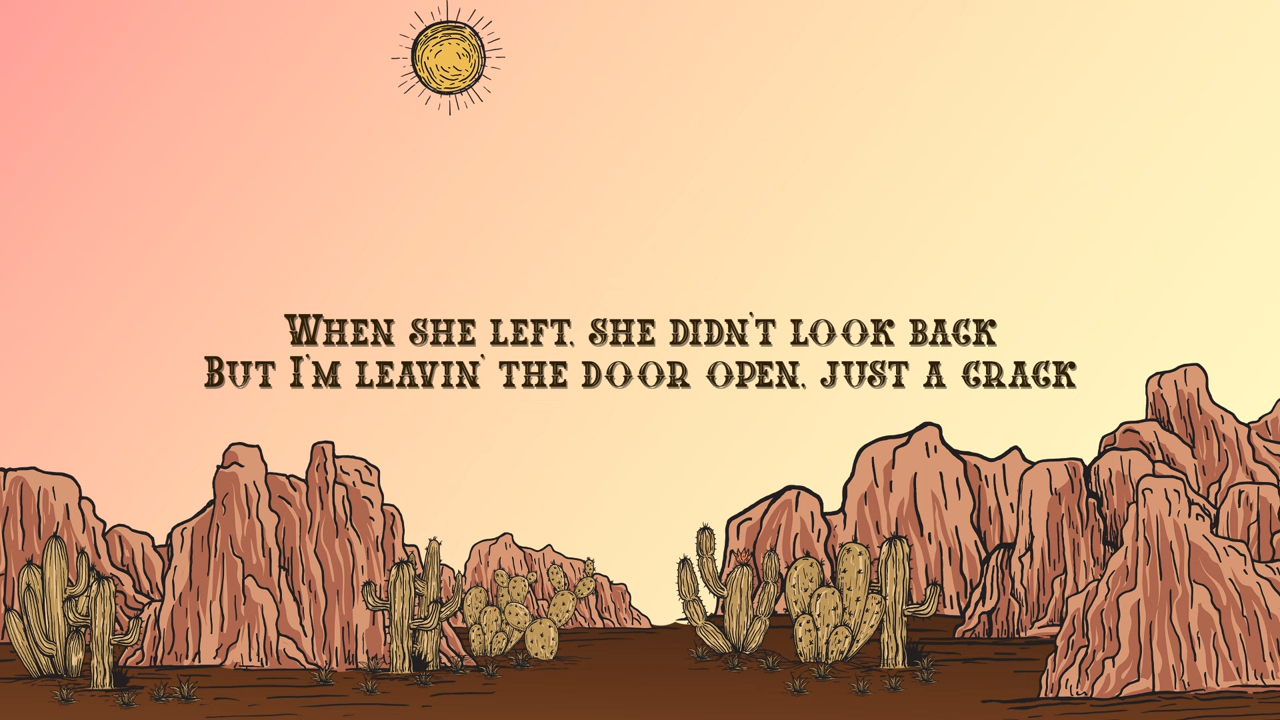 When she left, she didn't look back
But I'm leavin' the door open, just a crack